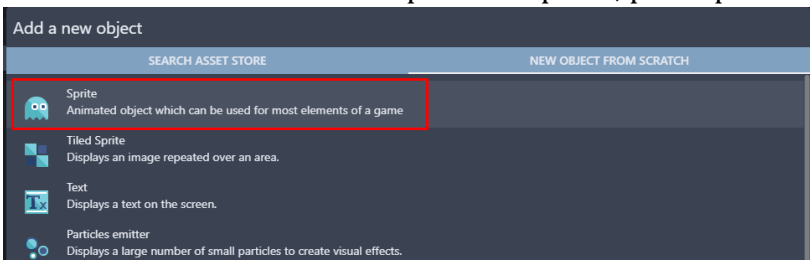 Add a new object
SEARCH ASSET STORE
NEW OBJECT FROM SCRATCH
Sprite
Animated object which can be used for most elements of a game
Tiled Sprite
Displays an image repeated over an area.
Tx
Text
Displays a text on the screen.
Particles emitter
Displays a large number of small particles to create visual effects.